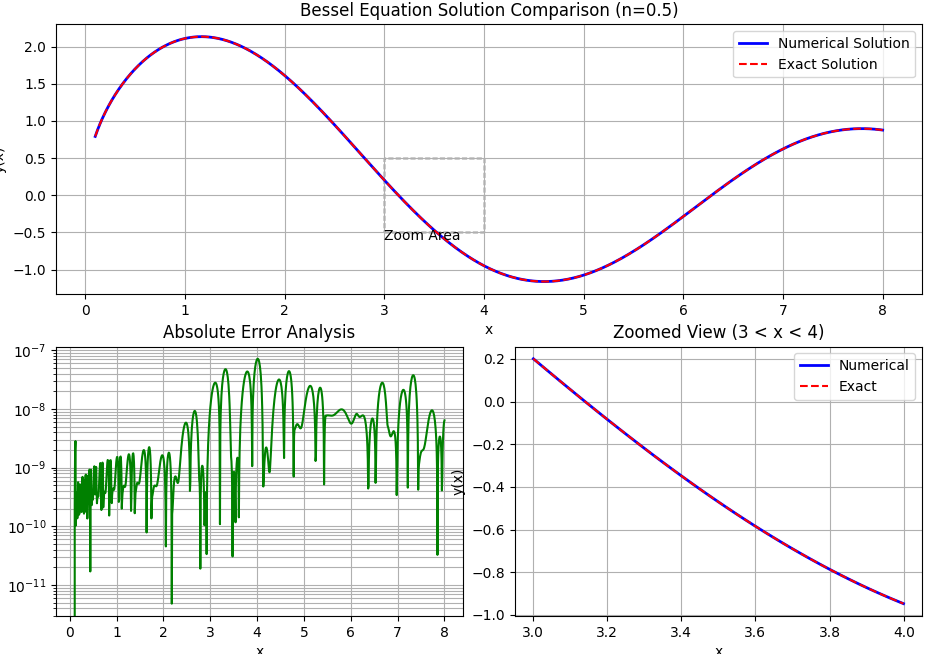 Bessel Equation Solution Comparison (n=0.5)
2.0
1.5
1.0
0.5
0.0
−0.5
−1.0
y(x)
Numerical Solution
Exact Solution
Zoom Area
0 1 2 3 4 5 6 7 8
x
Absolute Error Analysis
10⁻⁷
10⁻⁸
10⁻⁹
10⁻¹⁰
10⁻¹¹
0 1 2 3 4 5 6 7 8
x
Zoomed View (3 < x < 4)
0.2
0.0
−0.2
−0.4
−0.6
−0.8
−1.0
y(x)
Numerical
Exact
3.0 3.2 3.4 3.6 3.8 4.0
x